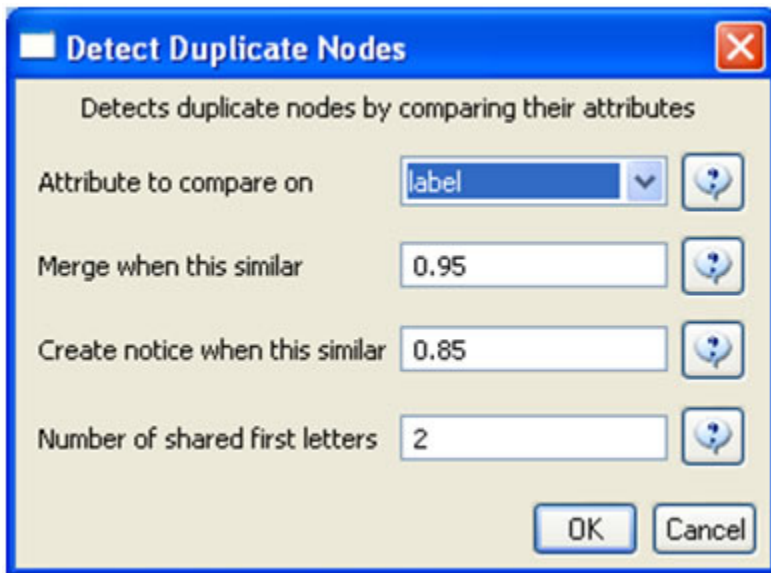 Detect Duplicate Nodes
Detects duplicate nodes by comparing their attributes
Attribute to compare on label
Merge when this similar 0.95
Create notice when this similar 0.85
Number of shared first letters 2
OK Cancel